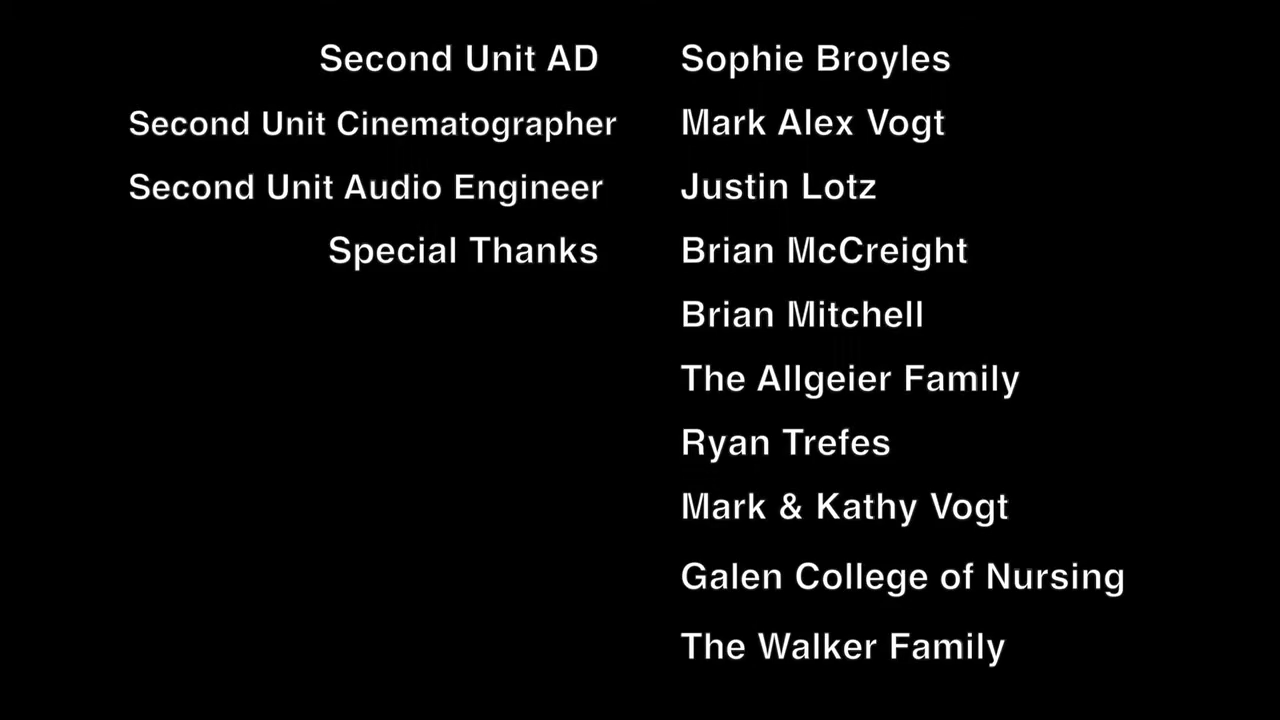 Second Unit AD Sophie Broyles
Second Unit Cinematographer Mark Alex Vogt
Second Unit Audio Engineer Justin Lotz
Special Thanks Brian McCreight
Brian Mitchell
The Allgeier Family
Ryan Trefes
Mark & Kathy Vogt
Galen College of Nursing
The Walker Family